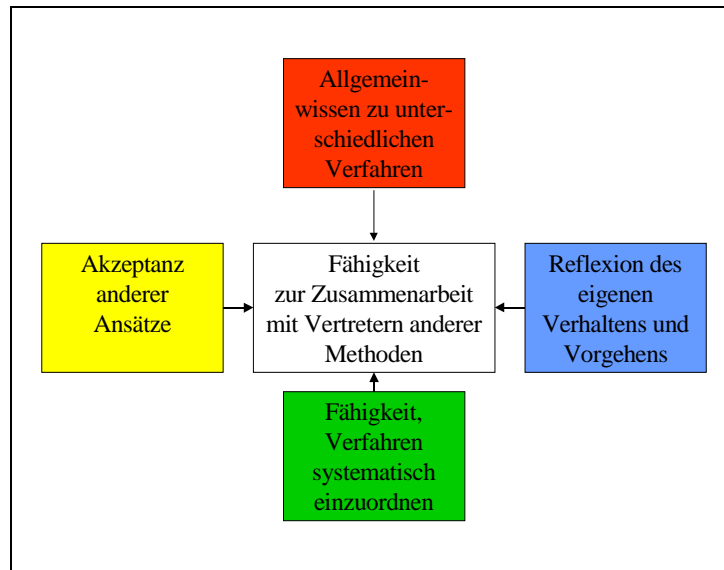 Allgemein-
wissen zu unter-
schiedlichen
Verfahren
Akzeptanz
anderer
Ansätze
Fähigkeit
zur Zusammenarbeit
mit Vertretern anderer
Methoden
Reflexion des
eigenen
Verhaltens und
Vorgehens
Fähigkeit,
Verfahren
systematisch
einzuordnen